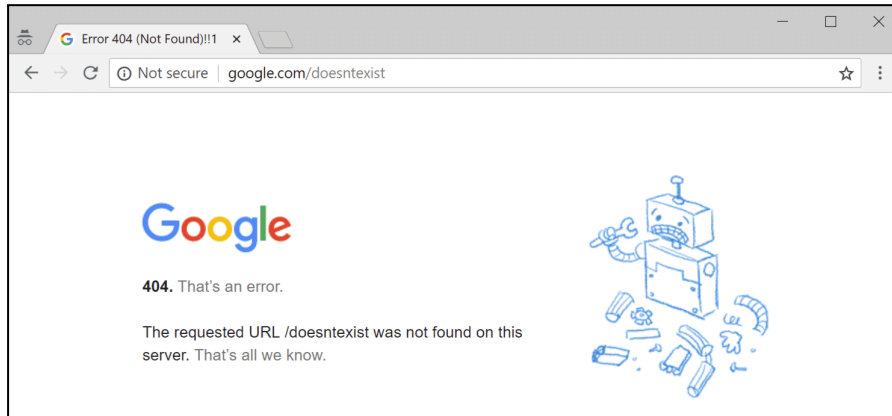 Error 404 (Not Found)!!1
Not secure google.com/doesntexist
Google
404. That's an error.
The requested URL /doesntexist was not found on this
server. That's all we know.